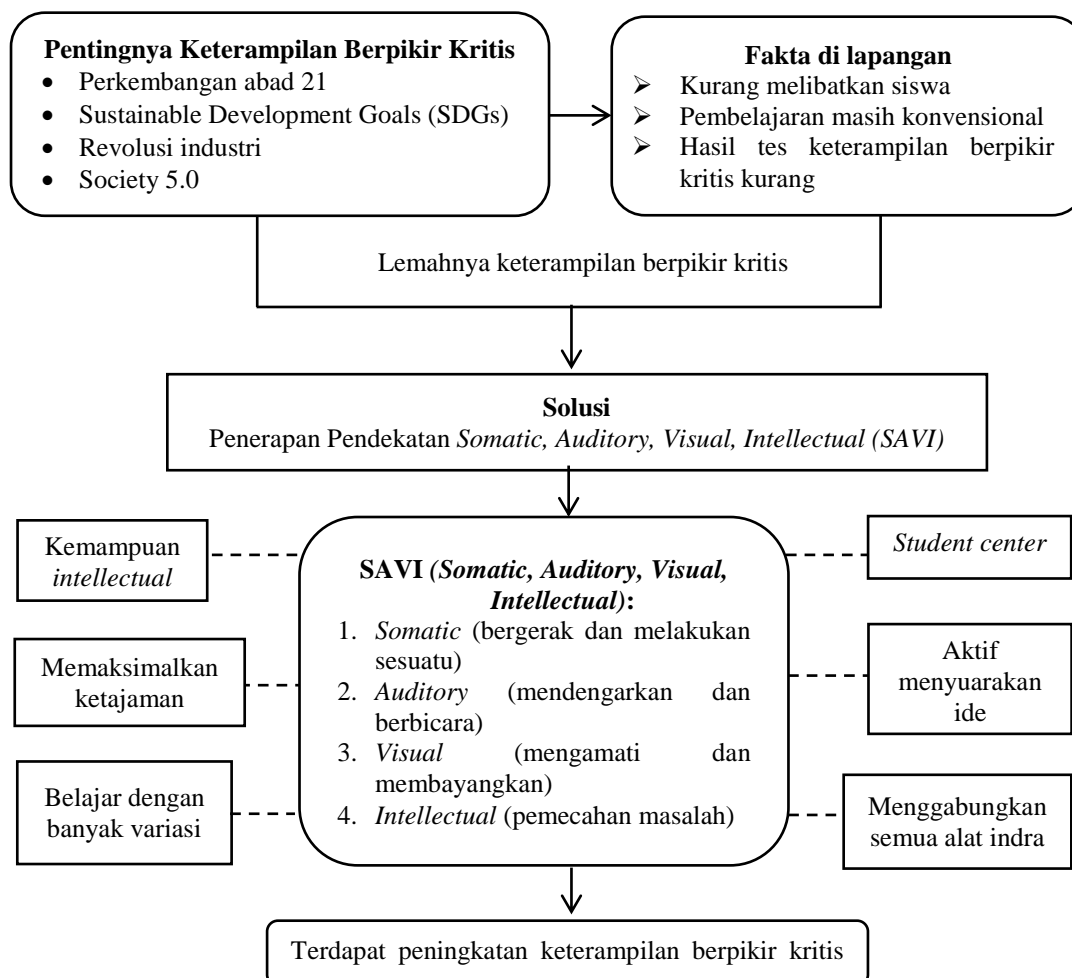 Pentingnya Keterampilan Berpikir Kritis
• Perkembangan abad 21
• Sustainable Development Goals (SDGs)
• Revolusi industri
• Society 5.0
Fakta di lapangan
➢ Kurang melibatkan siswa
➢ Pembelajaran masih konvensional
➢ Hasil tes keterampilan berpikir
kritis kurang
Lemahnya keterampilan berpikir kritis
Solusi
Penerapan Pendekatan Somatic, Auditory, Visual, Intellectual (SAVI)
Kemampuan
intellectual
Memaksimalkan
ketajaman
Belajar dengan
banyak variasi
SAVI (Somatic, Auditory, Visual,
Intellectual):
1. Somatic (bergerak dan melakukan
sesuatu)
2. Auditory (mendengarkan dan
berbicara)
3. Visual (mengamati dan
membayangkan)
4. Intellectual (pemecahan masalah)
Student center
Aktif
menyuarakan
ide
Menggabungkan
semua alat indra
Terdapat peningkatan keterampilan berpikir kritis